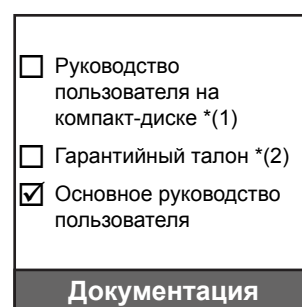 Руководство
пользователя на
компакт-диске *(1)
Гарантийный талон *(2)
Основное руководство
пользователя
Документация